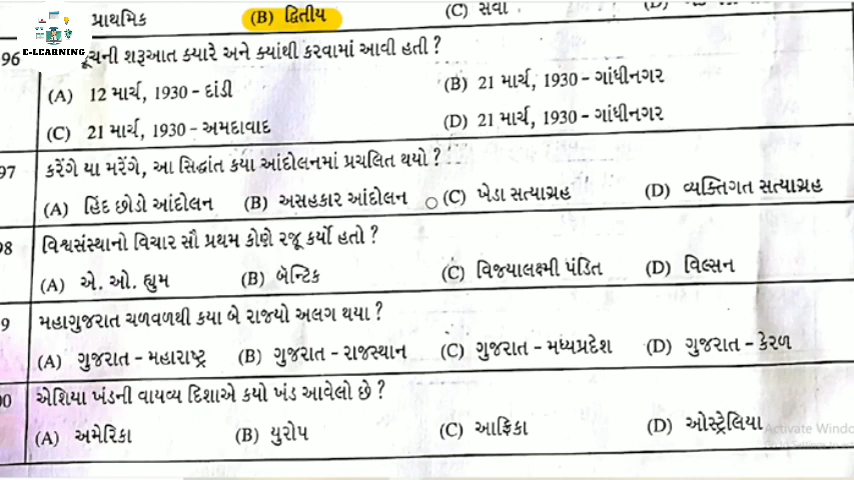 પ્રાથમિક (B) દ્વિતીય (C) સેવા
E-LEARNING
96 કૂચની શરૂઆત ક્યારે અને ક્યાંથી કરવામાં આવી હતી ?
(A) 12 માર્ચ, 1930 – દાંડી (B) 21 માર્ચ, 1930 – ગાંધીનગર
(C) 21 માર્ચ, 1930 – અમદાવાદ (D) 21 માર્ચ, 1930 – ગાંધીનગર
97 કરેંગે યા મરેંગે, આ સિદ્ધાંત કયા આંદોલનમાં પ્રચલિત થયો ?
(A) હિંદ છોડો આંદોલન (B) અસહકાર આંદોલન (C) ખેડા સત્યાગ્રહ (D) વ્યક્તિગત સત્યાગ્રહ
98 વિશ્વસંસ્થાનો વિચાર સૌ પ્રથમ કોણે રજૂ કર્યો હતો ?
(A) એ. ઓ. હ્યુમ (B) બેન્ટિક (C) વિજયાલક્ષ્મી પંડિત (D) વિલ્સન
9 મહાગુજરાત ચળવળથી કયા બે રાજ્યો અલગ થયા ?
(A) ગુજરાત – મહારાષ્ટ્ર (B) ગુજરાત – રાજસ્થાન (C) ગુજરાત – મધ્યપ્રદેશ (D) ગુજરાત – કેરળ
00 એશિયા ખંડની વાયવ્ય દિશાએ કયો ખંડ આવેલો છે ?
(A) અમેરિકા (B) યુરોપ (C) આફ્રિકા (D) ઓસ્ટ્રેલિયા
Activate Windo